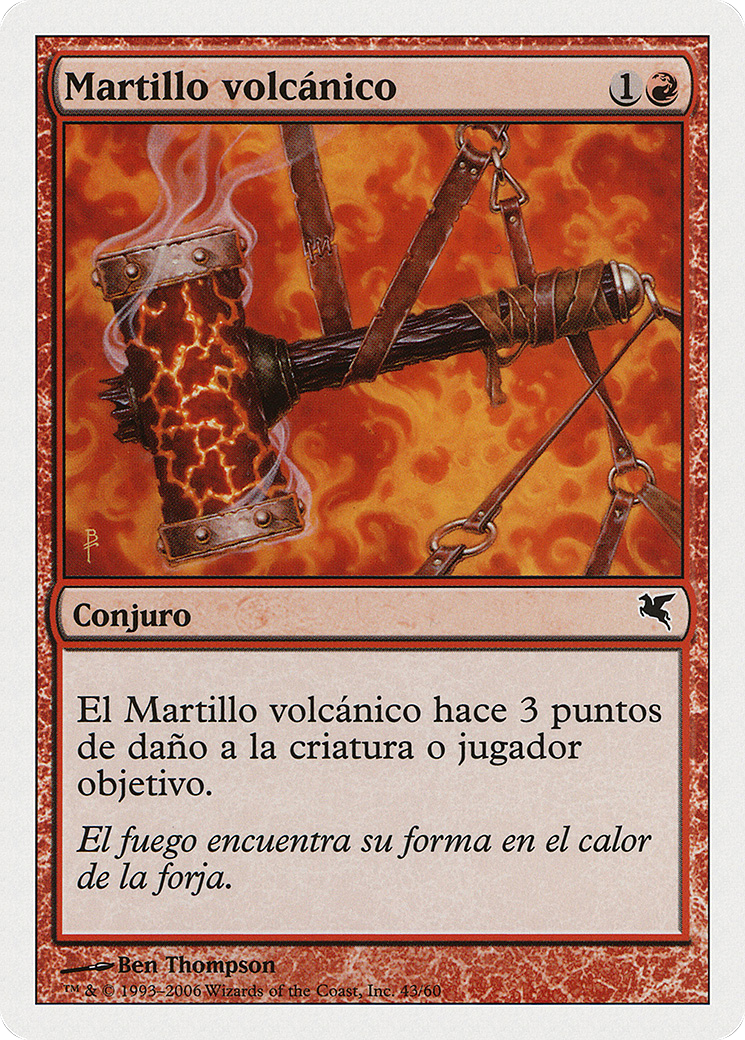 Martillo volcánico 1
BT
Conjuro
El Martillo volcánico hace 3 puntos
de daño a la criatura o jugador
objetivo.
El fuego encuentra su forma en el calor
de la forja.
Ben Thompson
™ & © 1993–2006 Wizards of the Coast, Inc. 43/60